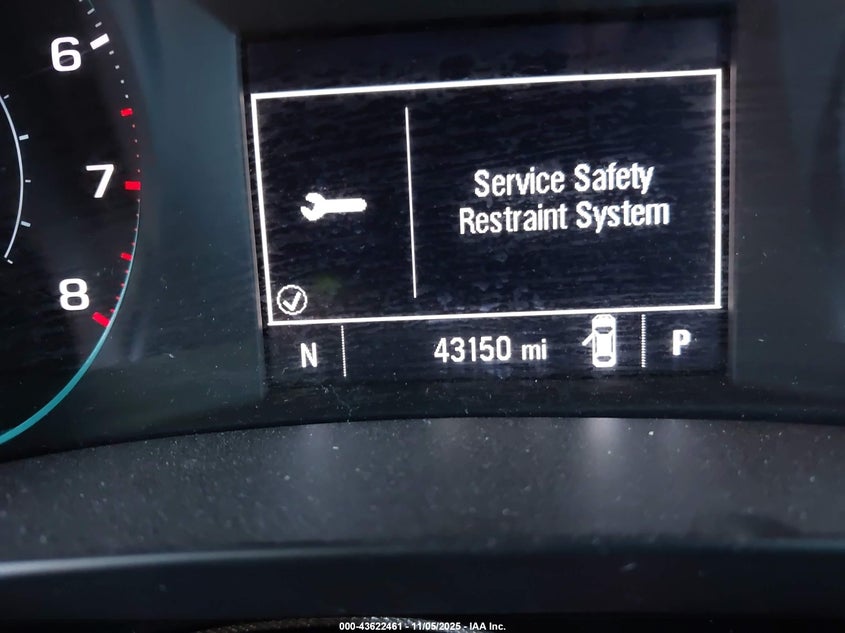 6
7
8
Service Safety
Restraint System
N
43150 mi
P
000-43622461 - 11/05/2025 - IAA Inc.